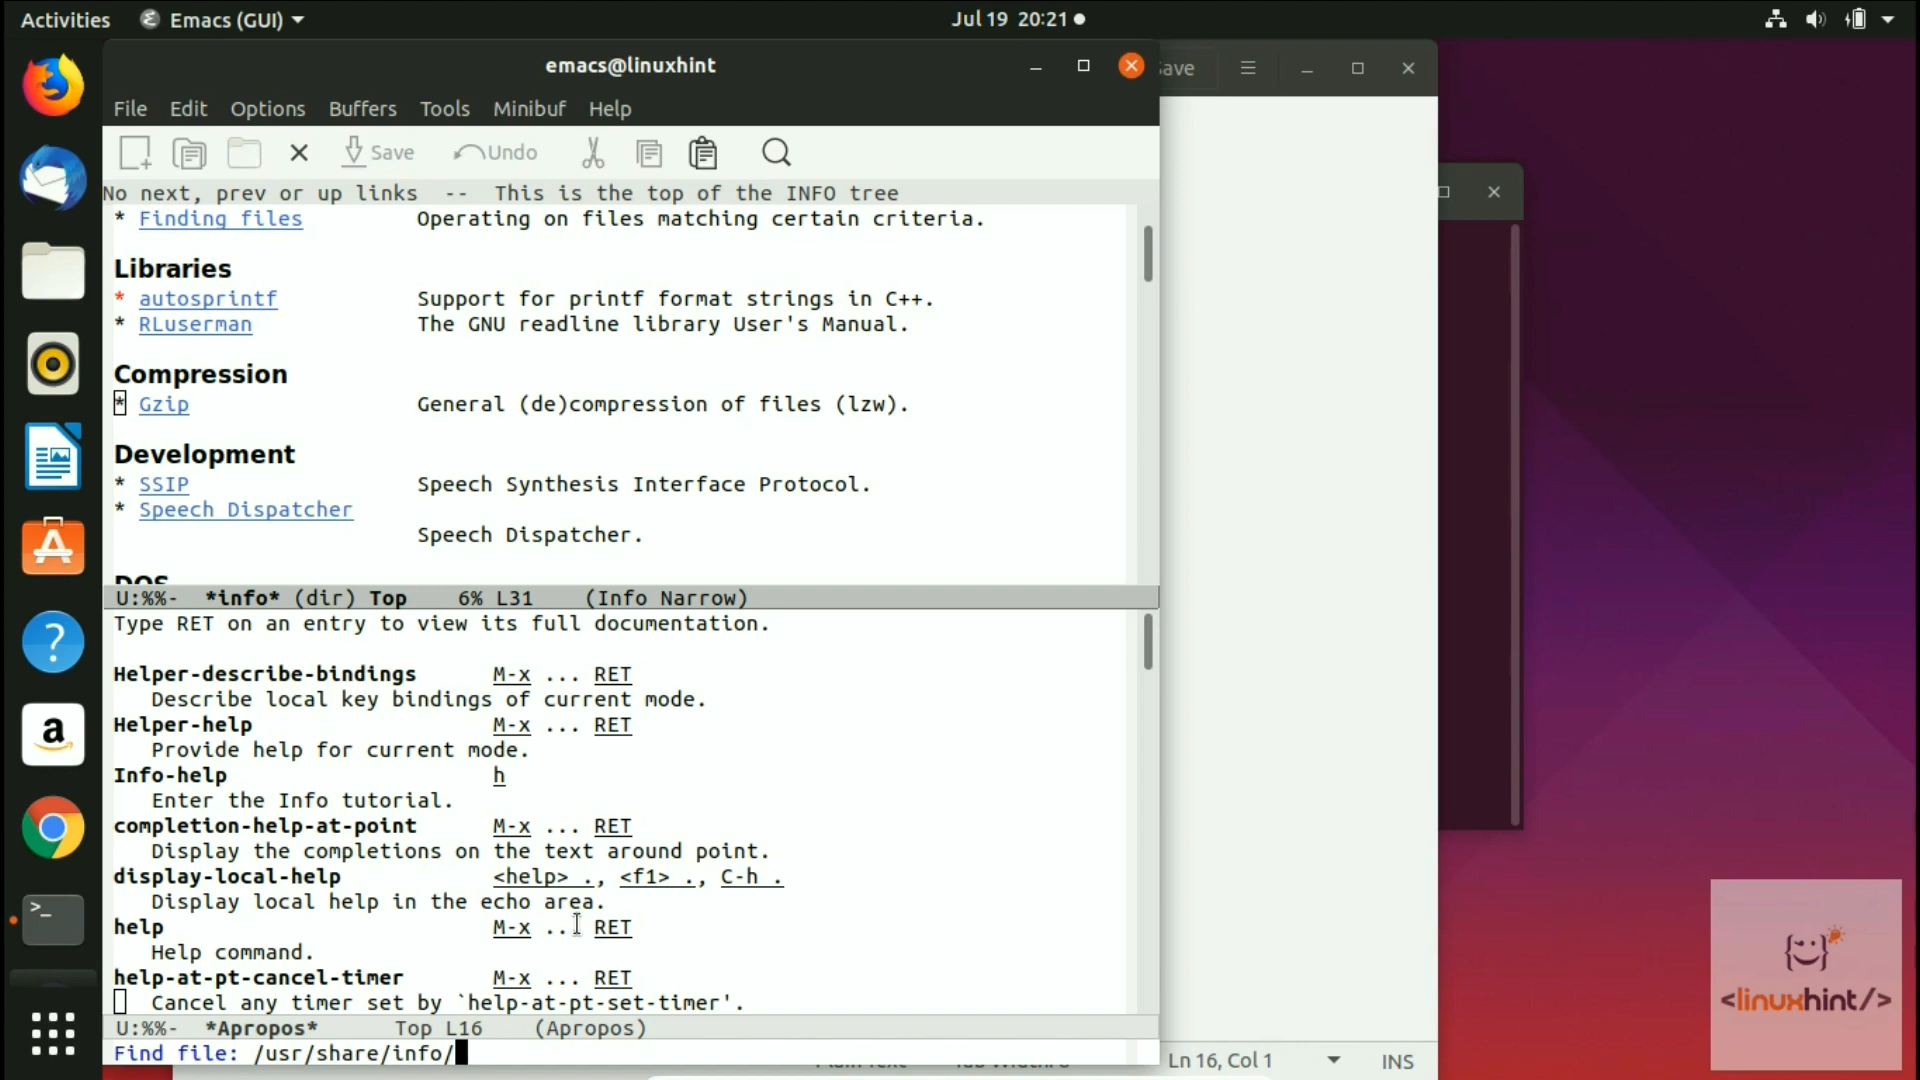 Activities
Emacs (GUI)
Jul 19 20:21
emacs@linuxhint
File Edit Options Buffers Tools Minibuf Help
Save Undo
No next, prev or up links -- This is the top of the INFO tree
* Finding files Operating on files matching certain criteria.
Libraries
* autosprintf Support for printf format strings in C++.
* RLuserman The GNU readline library User's Manual.
Compression
* Gzip General (de)compression of files (lzw).
Development
* SSIP Speech Synthesis Interface Protocol.
* Speech Dispatcher
Speech Dispatcher.
DOS
U:%%- *info* (dir) Top 6% L31 (Info Narrow)
Type RET on an entry to view its full documentation.
Helper-describe-bindings M-x ... RET
Describe local key bindings of current mode.
Helper-help M-x ... RET
Provide help for current mode.
Info-help h
Enter the Info tutorial.
completion-help-at-point M-x ... RET
Display the completions on the text around point.
display-local-help <help> ., <f1> ., C-h .
Display local help in the echo area.
help M-x ... RET
Help command.
help-at-pt-cancel-timer M-x ... RET
Cancel any timer set by `help-at-pt-set-timer'.
U:%%- *Apropos* Top L16 (Apropos)
Find file: /usr/share/info/
Ln 16, Col 1
INS
<linuxhint/>